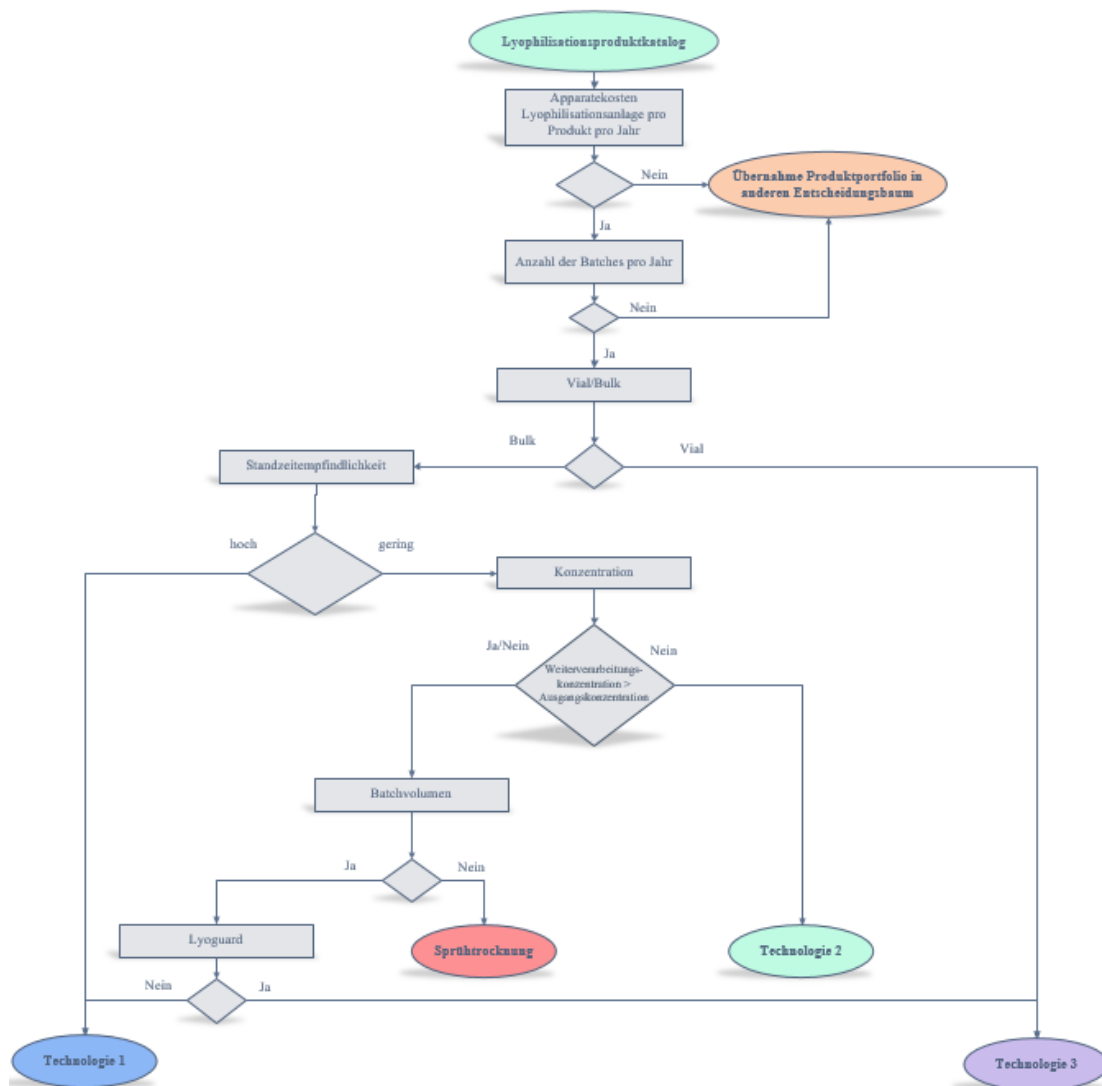 Lyophilisationsproduktkatalog
Apparatekosten
Lyophilisationsanlage pro
Produkt pro Jahr
Nein
Übernahme Produktportfolio in
anderen Entscheidungsbaum
Ja
Anzahl der Batches pro Jahr
Nein
Ja
Vial/Bulk
Bulk
Vial
Standzeitempfindlichkeit
hoch
gering
Konzentration
Ja/Nein
Nein
Weiterverarbeitungs-
konzentration >
Ausgangskonzentration
Batchvolumen
Ja
Nein
Lyoguard
Sprühtrocknung
Technologie 2
Nein
Ja
Technologie 1
Technologie 3